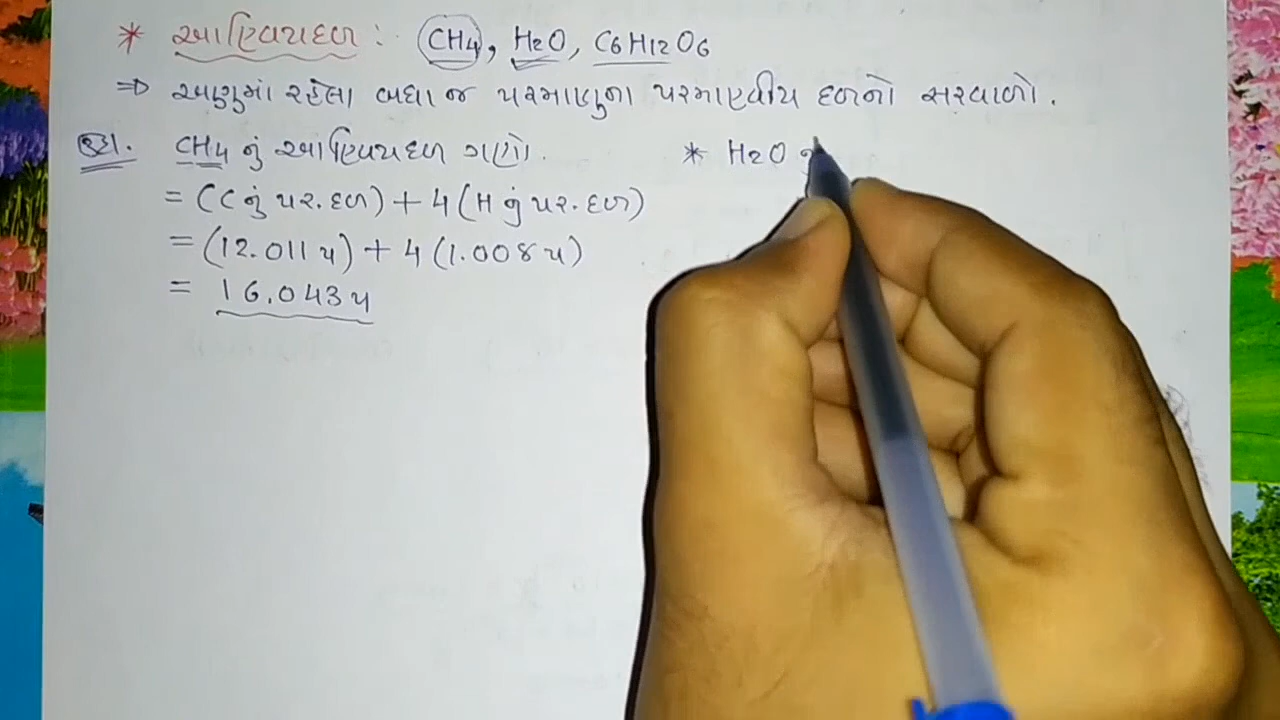 * આણ્વિયદળ : CH4, H2O, C6H12O6
⇒ અણુમાં રહેલા બધા જ પરમાણુના પરમાણ્વીય દળનો સરવાળો.
ઉદા. CH4 નું આણ્વિયદળ ગણો.
= (C નું પર.દળ) + 4 (H નું પર.દળ)
= (12.011 u) + 4 (1.008 u)
= 16.043 u
* H2O